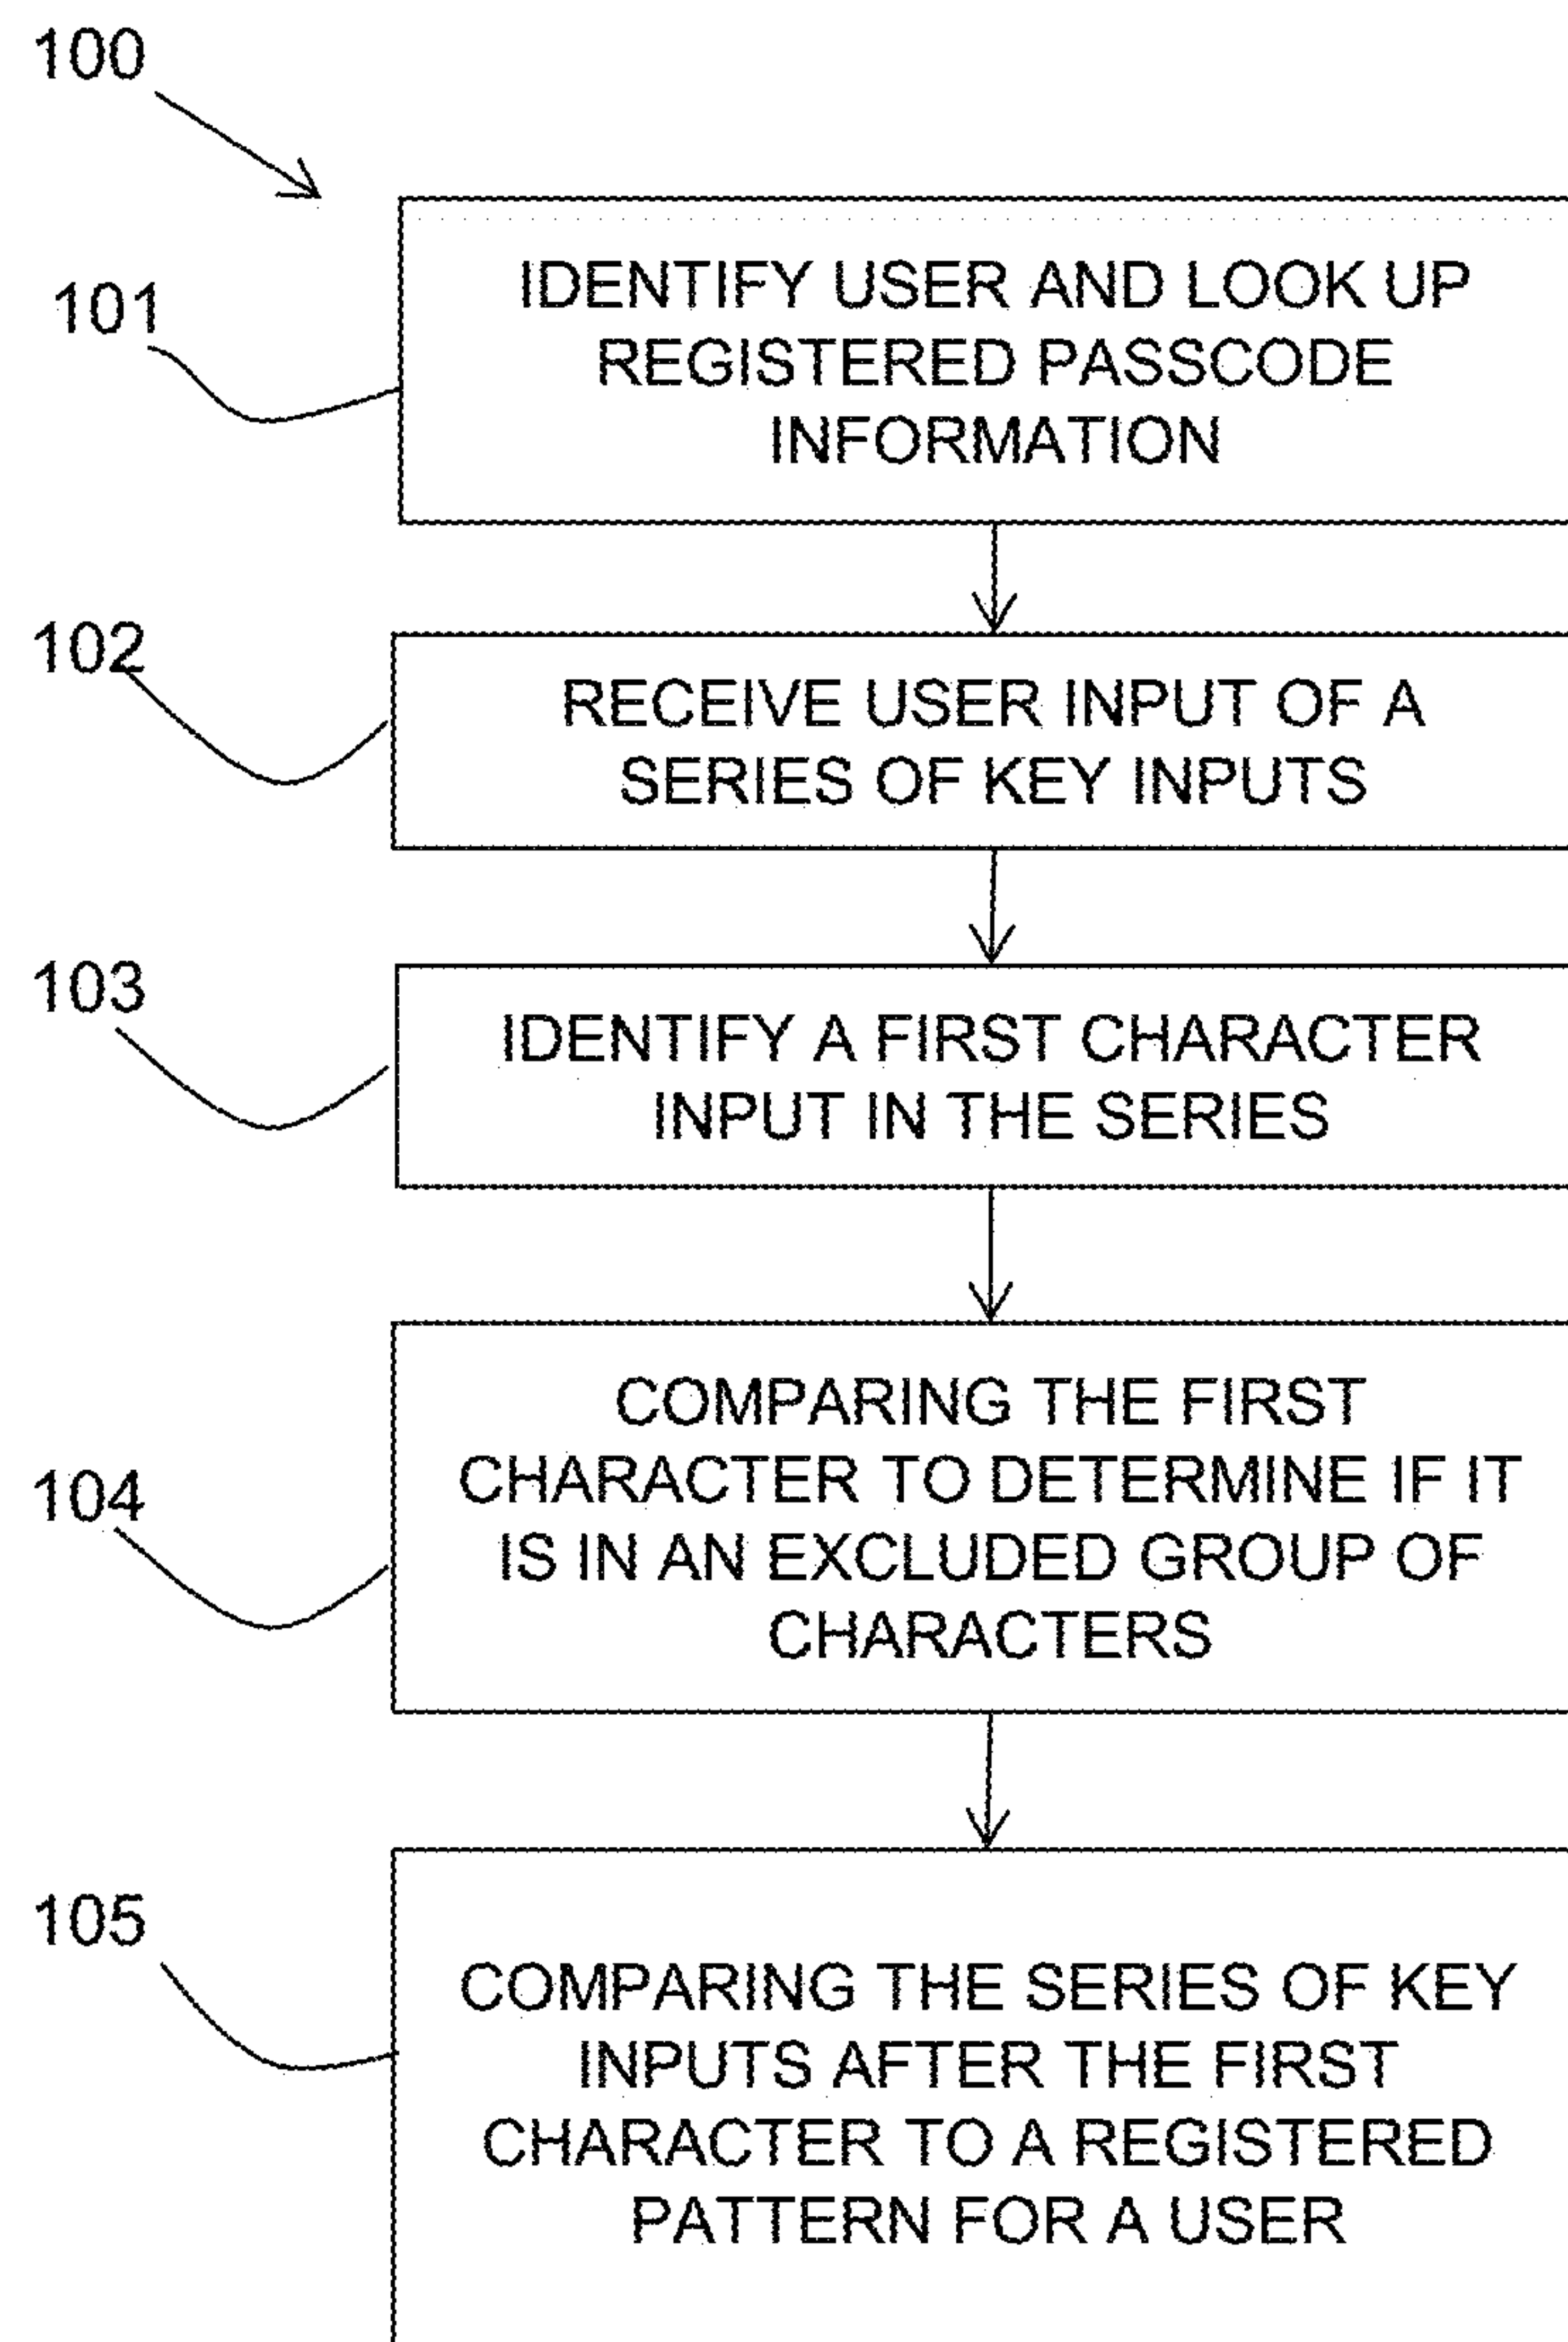 100
101
IDENTIFY USER AND LOOK UP
REGISTERED PASSCODE
INFORMATION
102
RECEIVE USER INPUT OF A
SERIES OF KEY INPUTS
103
IDENTIFY A FIRST CHARACTER
INPUT IN THE SERIES
104
COMPARING THE FIRST
CHARACTER TO DETERMINE IF IT
IS IN AN EXCLUDED GROUP OF
CHARACTERS
105
COMPARING THE SERIES OF KEY
INPUTS AFTER THE FIRST
CHARACTER TO A REGISTERED
PATTERN FOR A USER